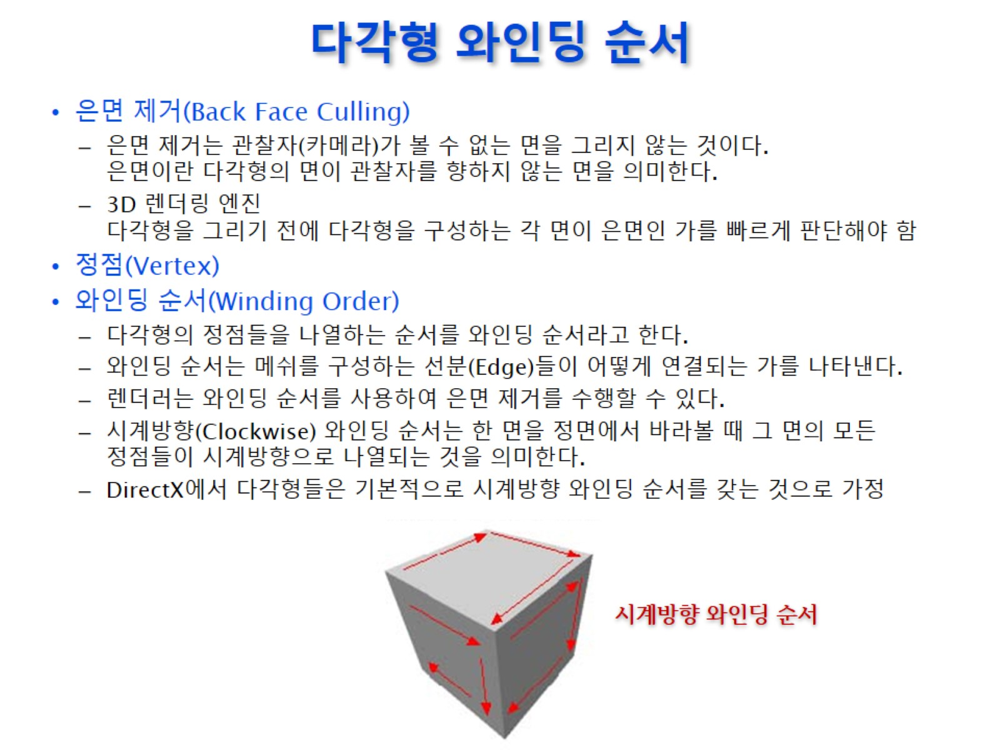 다각형 와인딩 순서
• 은면 제거(Back Face Culling)
– 은면 제거는 관찰자(카메라)가 볼 수 없는 면을 그리지 않는 것이다.
은면이란 다각형의 면이 관찰자를 향하지 않는 면을 의미한다.
– 3D 렌더링 엔진
다각형을 그리기 전에 다각형을 구성하는 각 면이 은면인 가를 빠르게 판단해야 함
• 정점(Vertex)
• 와인딩 순서(Winding Order)
– 다각형의 정점들을 나열하는 순서를 와인딩 순서라고 한다.
– 와인딩 순서는 메쉬를 구성하는 선분(Edge)들이 어떻게 연결되는 가를 나타낸다.
– 렌더러는 와인딩 순서를 사용하여 은면 제거를 수행할 수 있다.
– 시계방향(Clockwise) 와인딩 순서는 한 면을 정면에서 바라볼 때 그 면의 모든
정점들이 시계방향으로 나열되는 것을 의미한다.
– DirectX에서 다각형들은 기본적으로 시계방향 와인딩 순서를 갖는 것으로 가정
시계방향 와인딩 순서